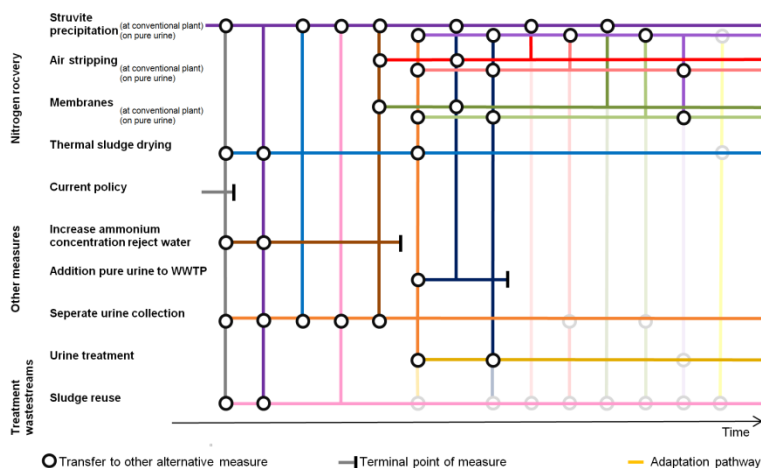 Nitrogen rocvery
Struvite
precipitation (at conventional plant)
(on pure urine)
Air stripping
(at conventional plant)
(on pure urine)
Membranes
(at conventional plant)
(on pure urine)
Thermal sludge drying
Other measures
Current policy
Increase ammonium
concentration reject water
Addition pure urine to WWTP
Seperate urine collection
Urine treatment
Treatment
wastestreams
Sludge reuse
Time
Transfer to other alternative measure
Terminal point of measure
Adaptation pathway